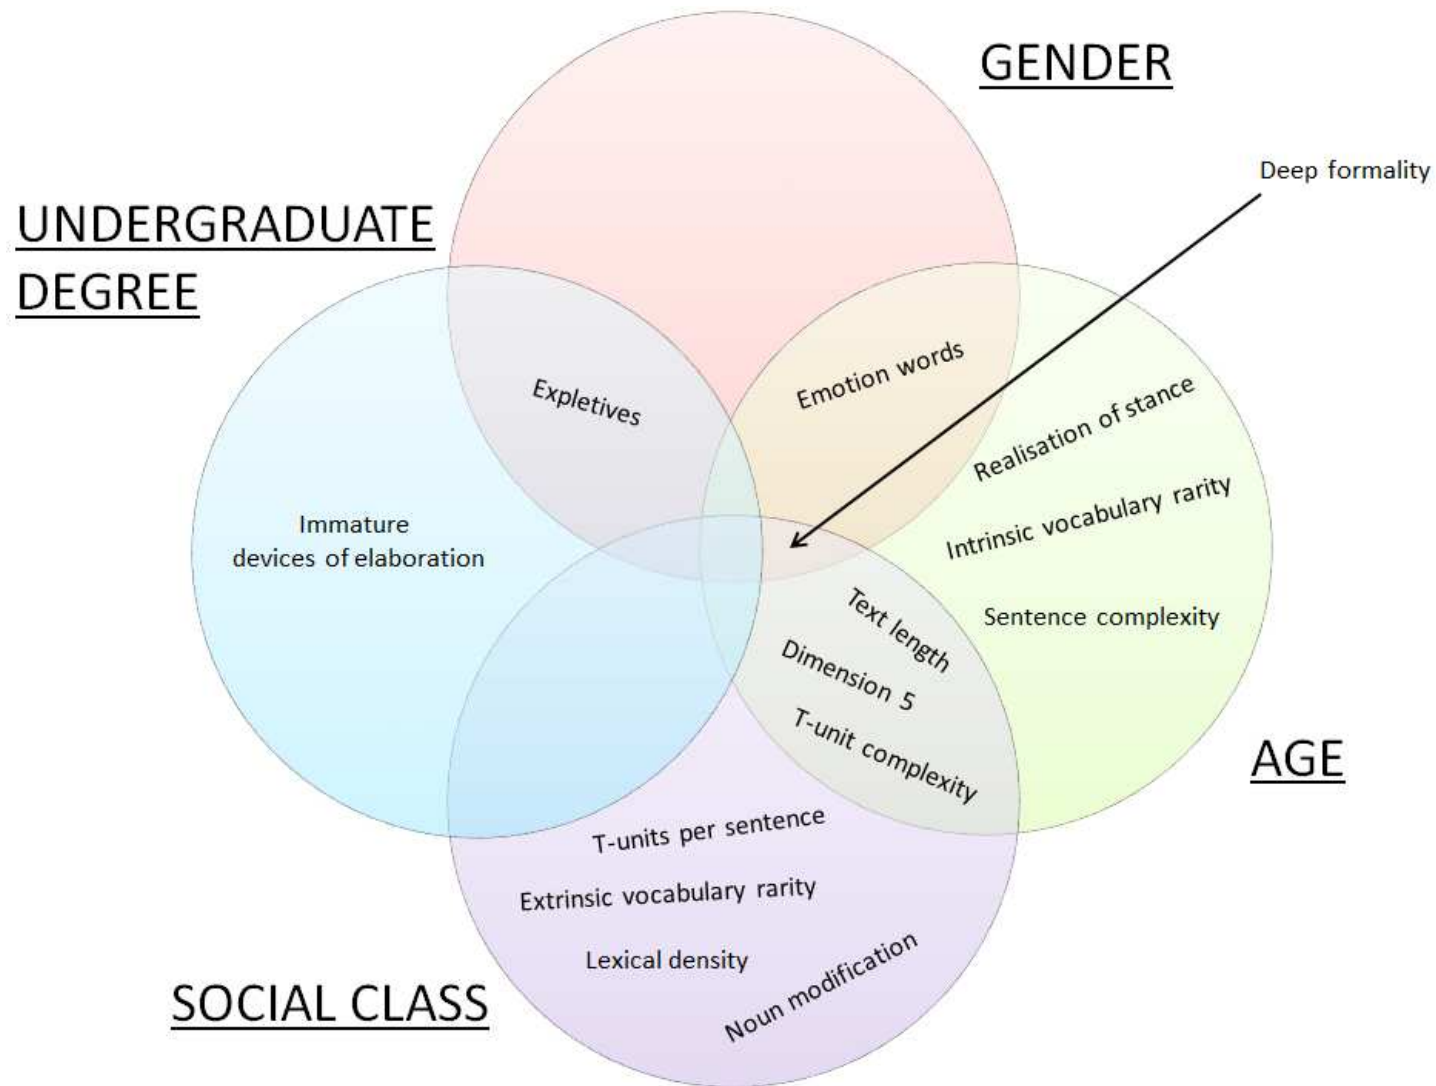 GENDER
Deep formality
UNDERGRADUATE
DEGREE
Emotion words
Expletives
Realisation of stance
Intrinsic vocabulary rarity
Immature
devices of elaboration
Sentence complexity
Text length
Dimension 5
T-unit complexity
AGE
T-units per sentence
Extrinsic vocabulary rarity
Lexical density
Noun modification
SOCIAL CLASS